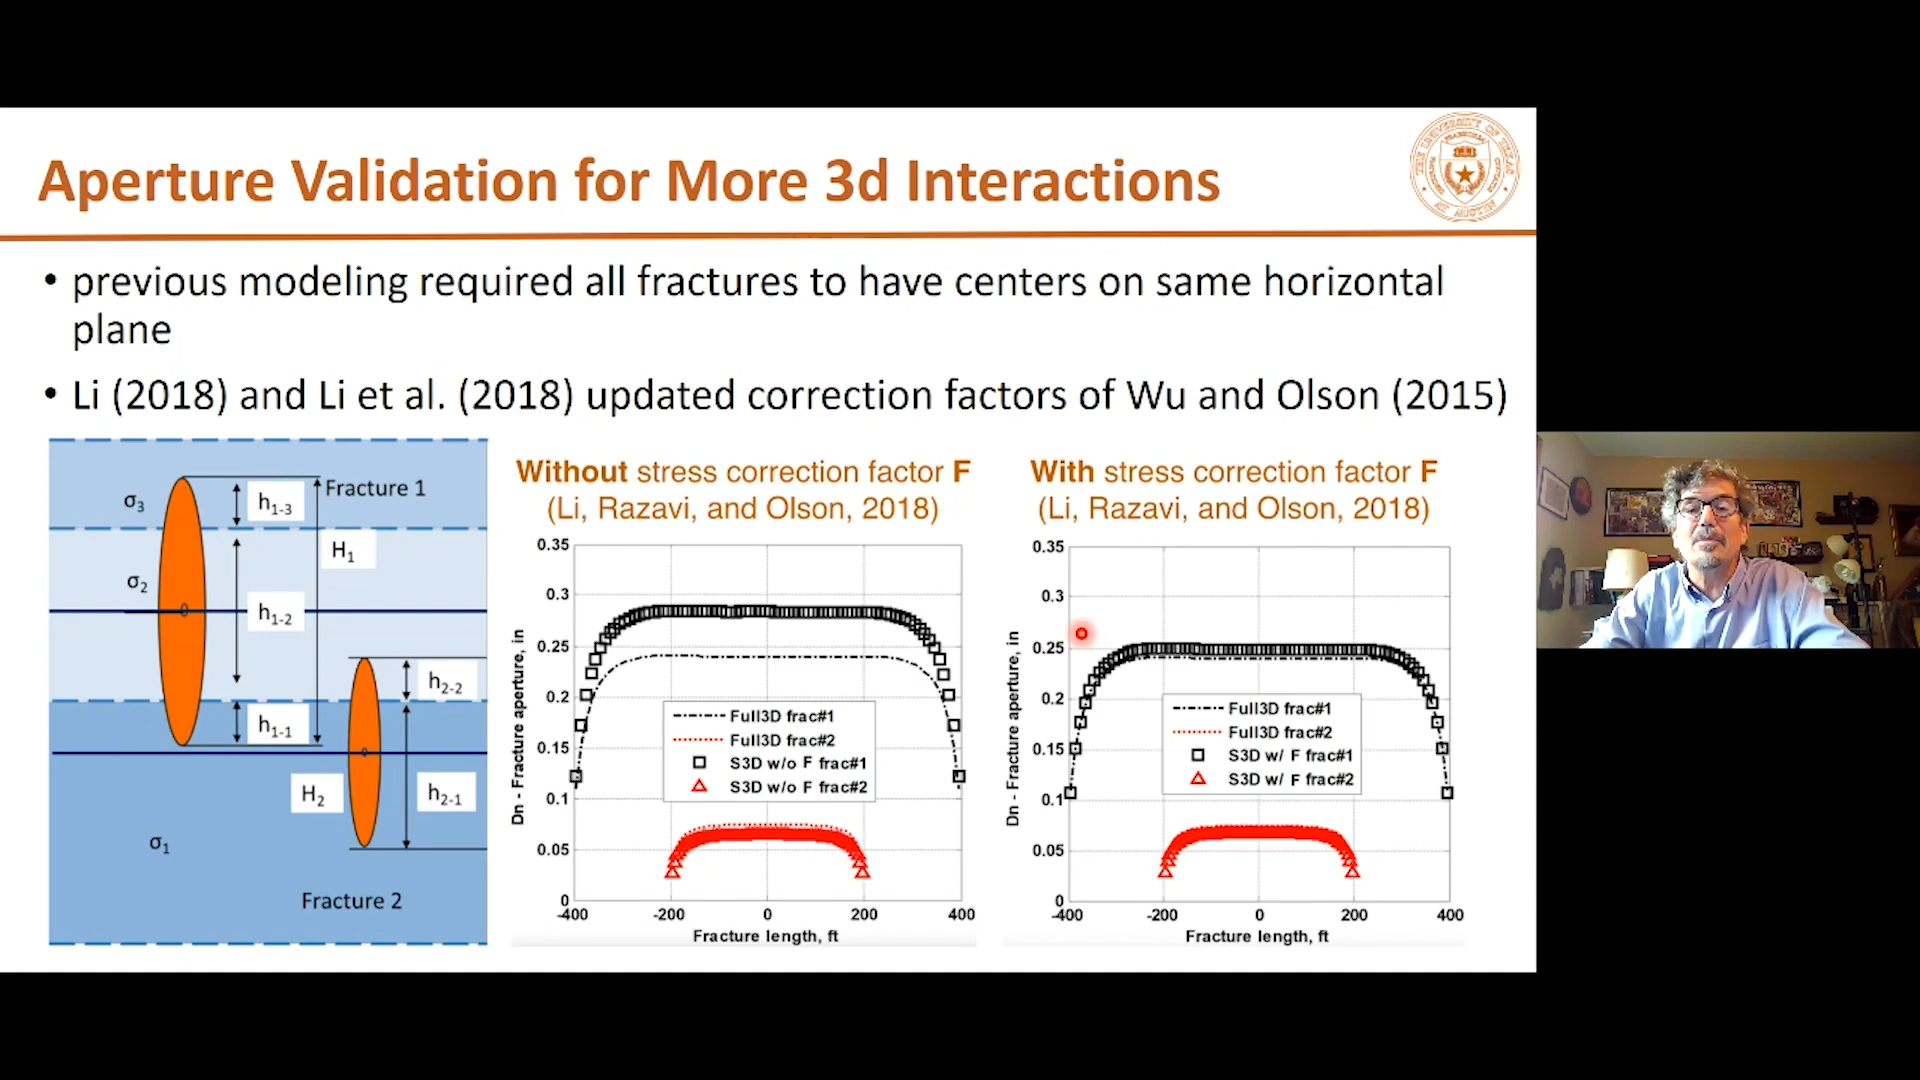 Aperture Validation for More 3d Interactions
THE UNIVERSITY OF TEXAS
AT AUSTIN
• previous modeling required all fractures to have centers on same horizontal
plane
• Li (2018) and Li et al. (2018) updated correction factors of Wu and Olson (2015)
σ3
h1-3
Fracture 1
H1
σ2
h1-2
h2-2
h1-1
H2
h2-1
σ1
Fracture 2
Without stress correction factor F
(Li, Razavi, and Olson, 2018)
0.35
0.3
0.25
0.2
0.15
0.1
0.05
0
Dn - Fracture aperture, in
Full3D frac#1
Full3D frac#2
S3D w/o F frac#1
S3D w/o F frac#2
-400
-200
0
200
400
Fracture length, ft
With stress correction factor F
(Li, Razavi, and Olson, 2018)
0.35
0.3
0.25
0.2
0.15
0.1
0.05
0
Dn - Fracture aperture, in
Full3D frac#1
Full3D frac#2
S3D w/ F frac#1
S3D w/ F frac#2
-400
-200
0
200
400
Fracture length, ft